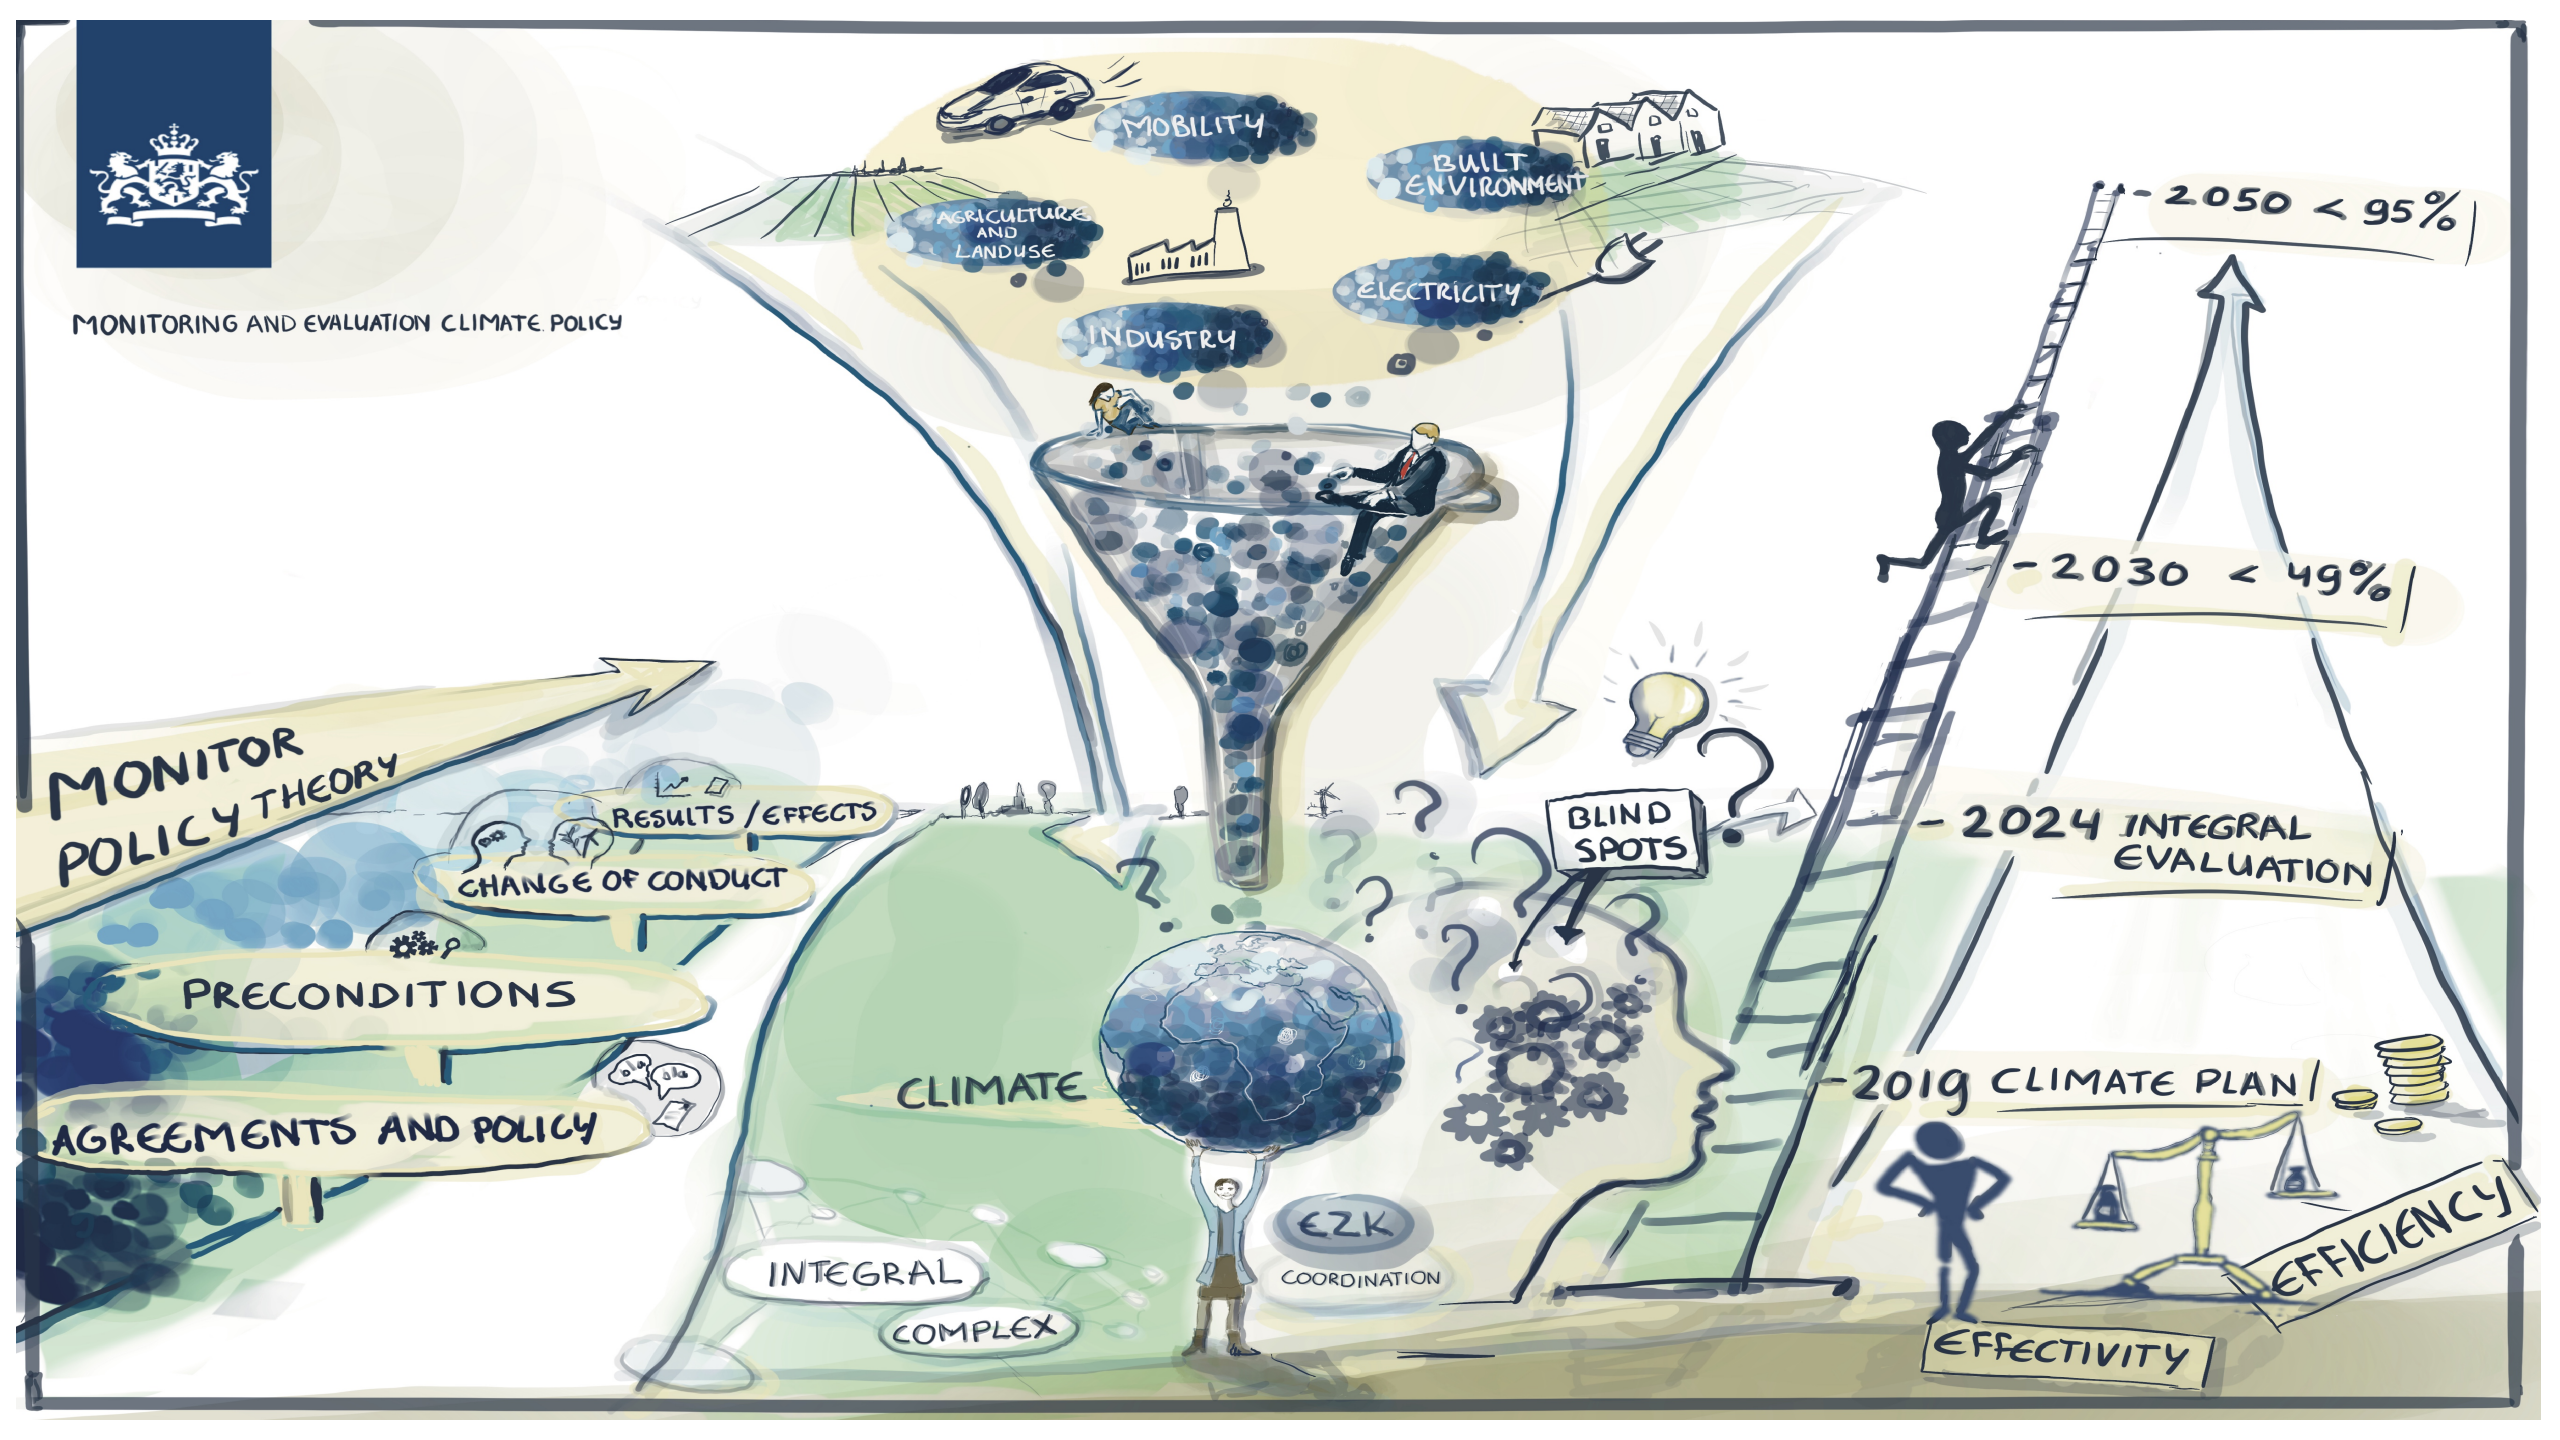 MONITORING AND EVALUATION CLIMATE POLICY
MOBILITY
BUILT
ENVIRONMENT
AGRICULTURE
AND
LANDUSE
ELECTRICITY
INDUSTRY
MONITOR
POLICY THEORY
RESULTS / EFFECTS
CHANGE OF CONDUCT
PRECONDITIONS
AGREEMENTS AND POLICY
CLIMATE
INTEGRAL
COMPLEX
EZK
COORDINATION
BLIND
SPOTS
- 2050 < 95%
- 2030 < 49%
- 2024 INTEGRAL
EVALUATION
- 2019 CLIMATE PLAN
EFFECTIVITY
EFFICIENCY